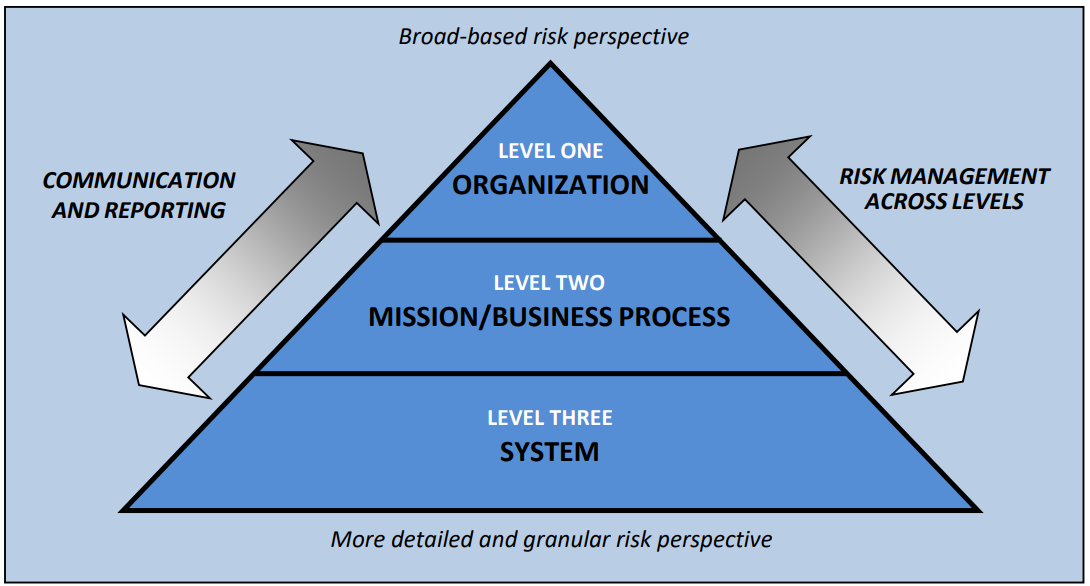 Broad-based risk perspective
LEVEL ONE
ORGANIZATION
COMMUNICATION
AND REPORTING
RISK MANAGEMENT
ACROSS LEVELS
LEVEL TWO
MISSION/BUSINESS PROCESS
LEVEL THREE
SYSTEM
More detailed and granular risk perspective